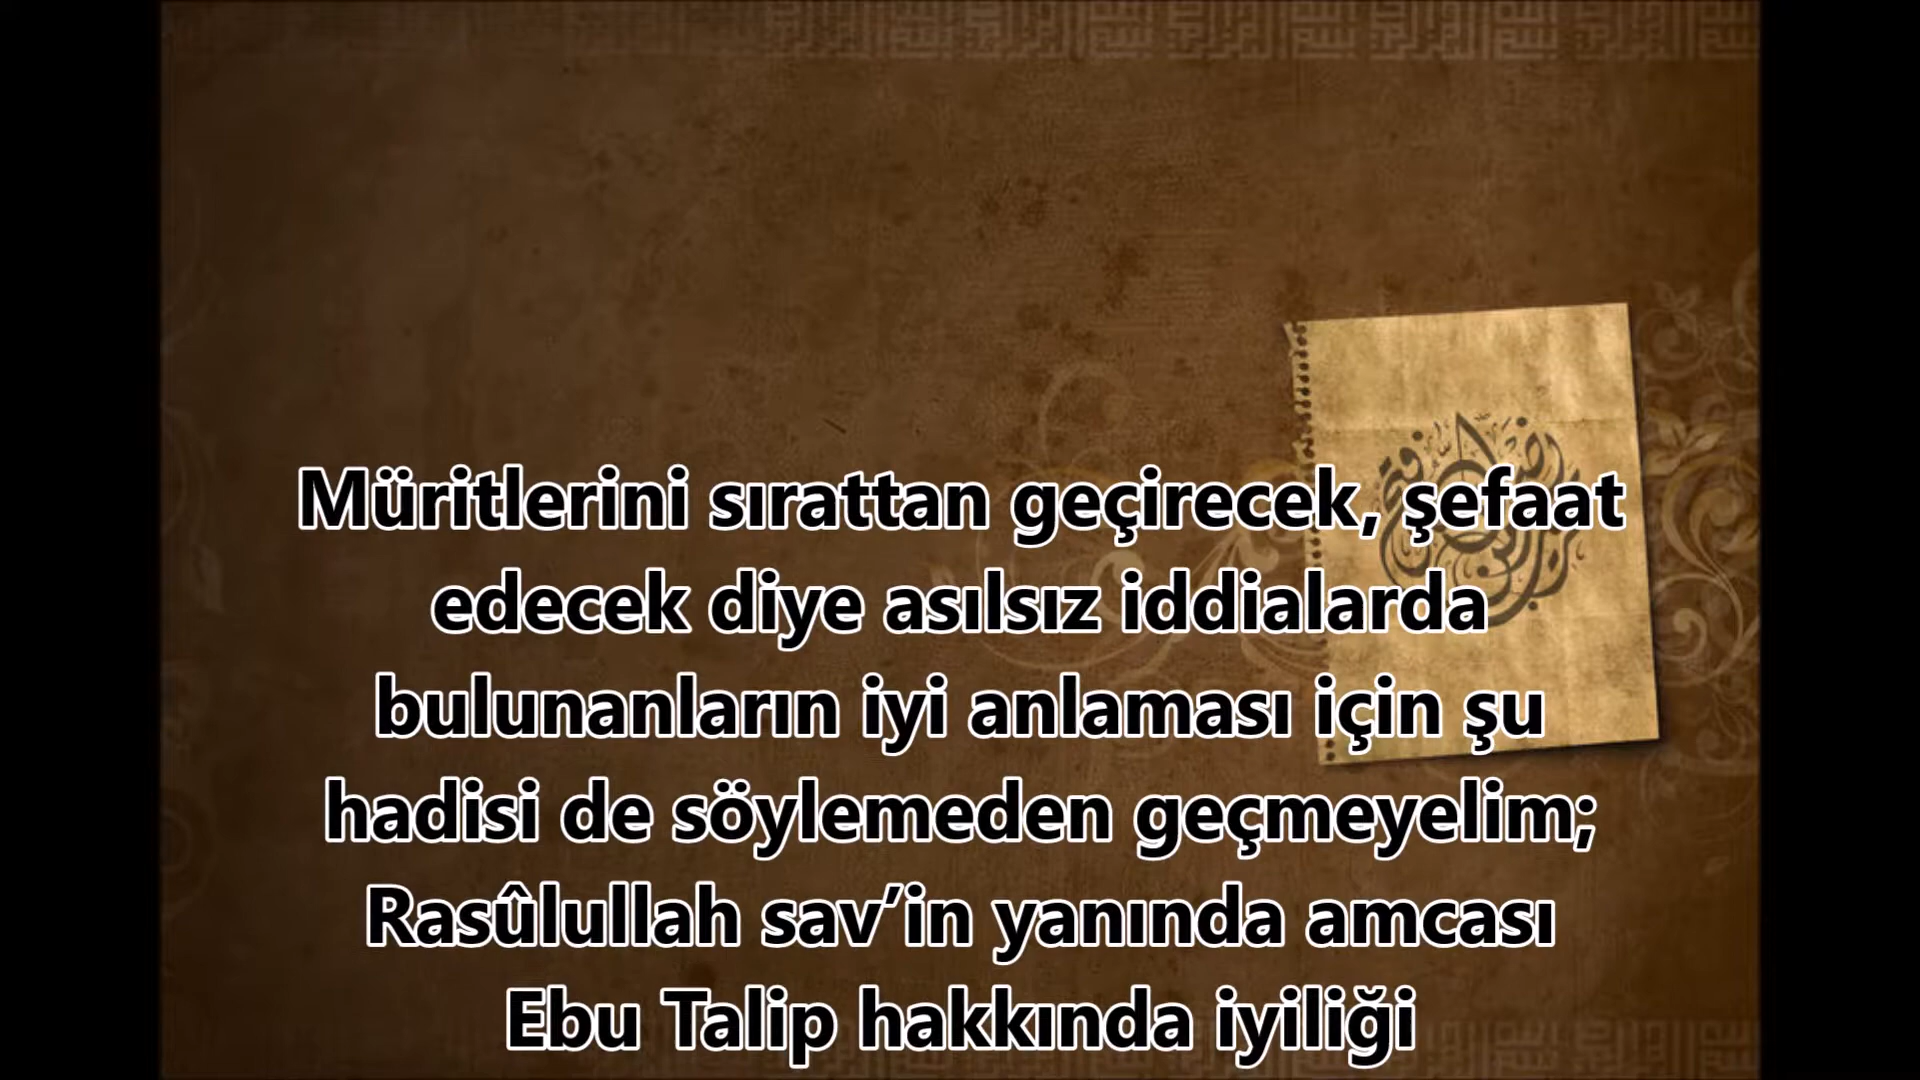 Müritlerini sırattan geçirecek, şefaat
edecek diye asılsız iddialarda
bulunanların iyi anlaması için şu
hadisi de söylemeden geçmeyelim;
Rasûlullah sav’in yanında amcası
Ebu Talip hakkında iyiliği